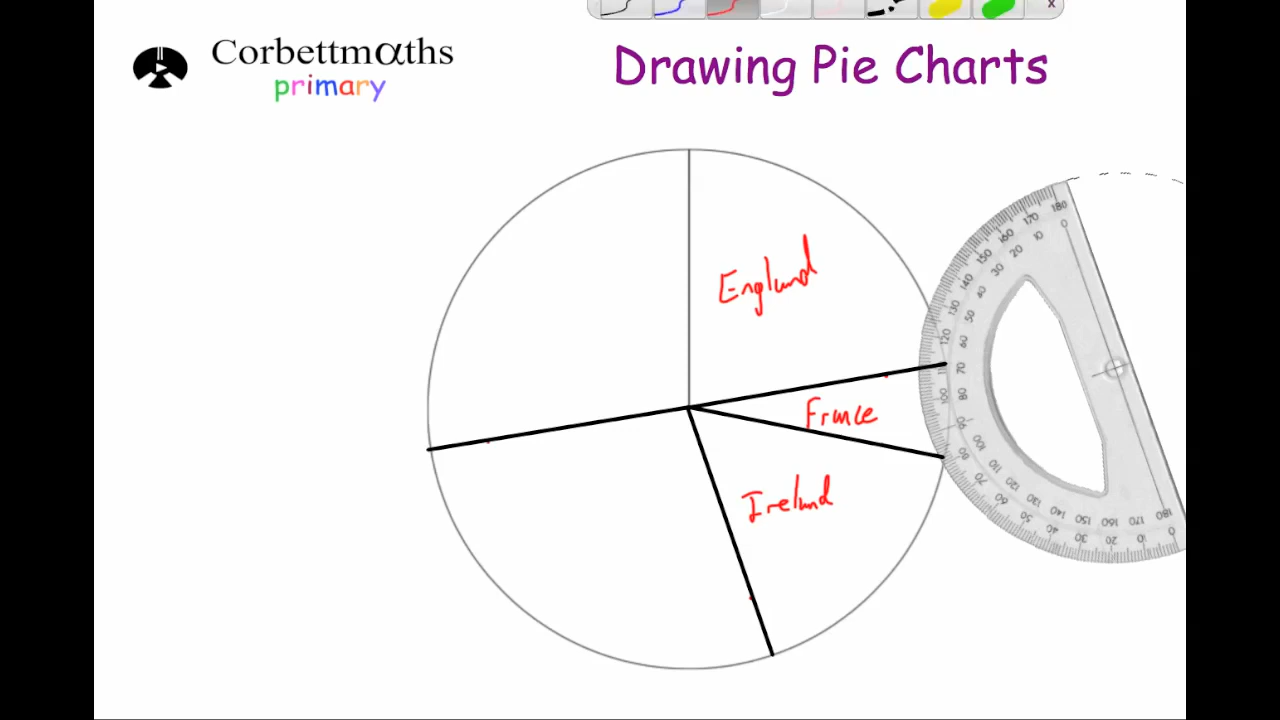 Corbettmαths
primary
Drawing Pie Charts
x
England
France
Ireland